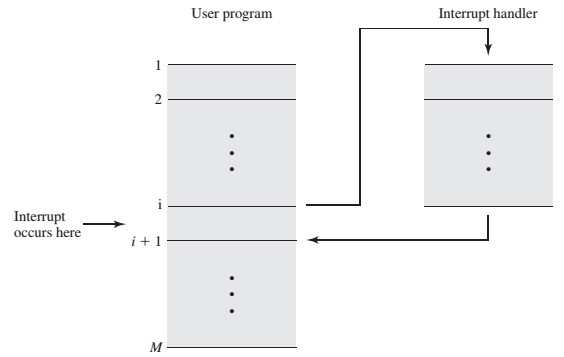 User program
Interrupt handler
1
2
i
Interrupt
occurs here
i + 1
M